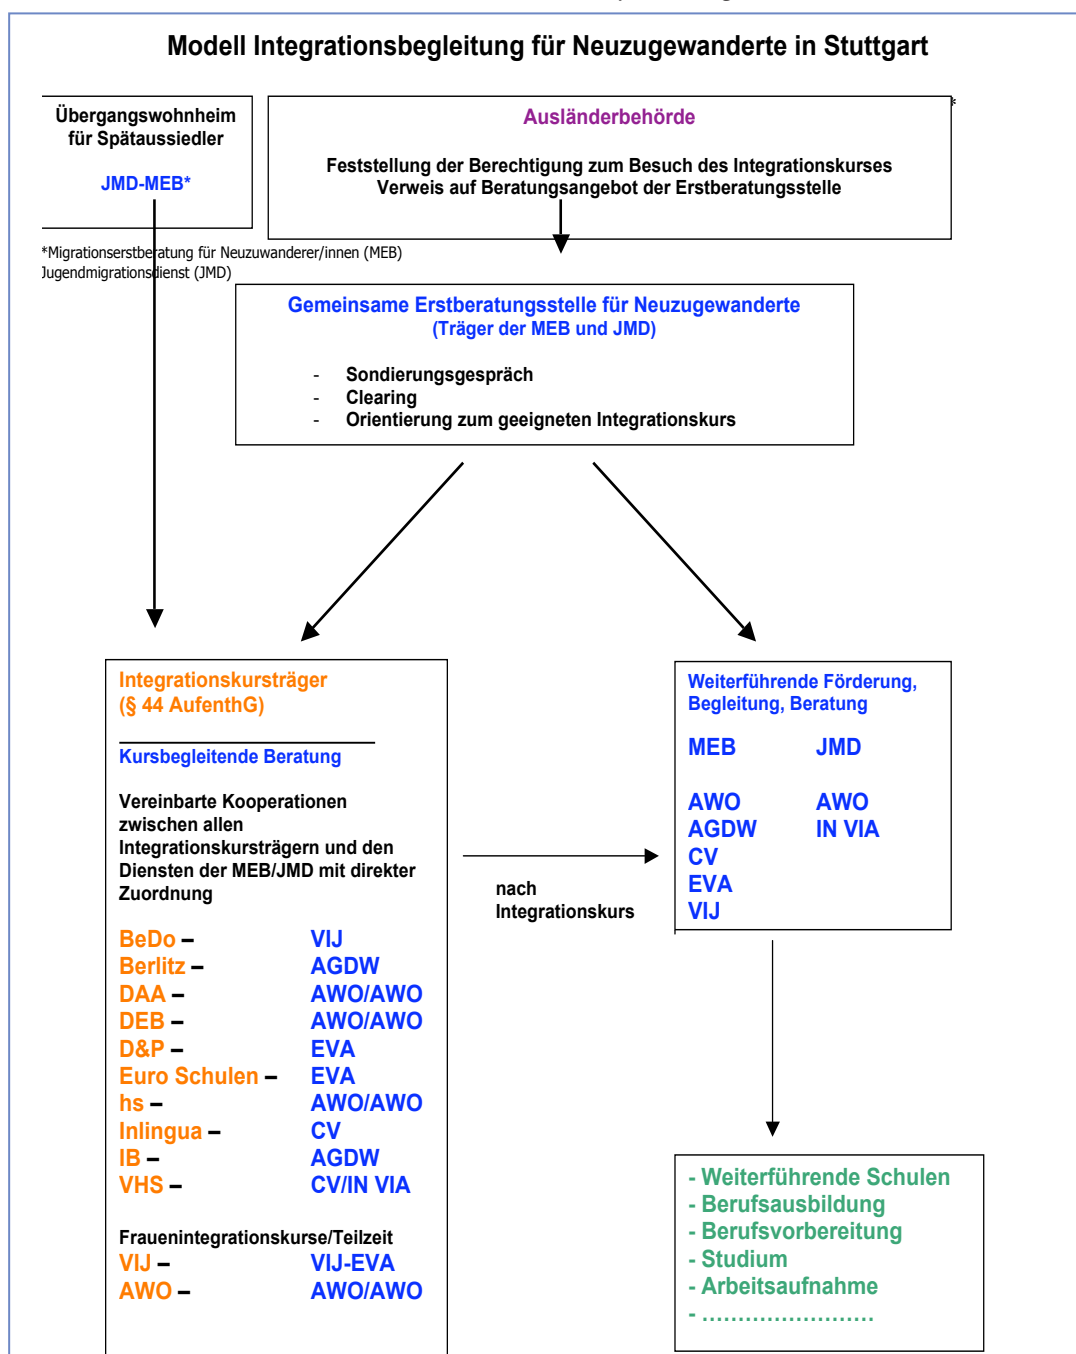 Modell Integrationsbegleitung für Neuzugewanderte in Stuttgart
Übergangswohnheim
für Spätaussiedler
JMD-MEB*
*
Ausländerbehörde
Feststellung der Berechtigung zum Besuch des Integrationskurses
Verweis auf Beratungsangebot der Erstberatungsstelle
*Migrationserstberatung für Neuzuwanderer/innen (MEB)
Jugendmigrationsdienst (JMD)
Gemeinsame Erstberatungsstelle für Neuzugewanderte
(Träger der MEB und JMD)
- Sondierungsgespräch
- Clearing
- Orientierung zum geeigneten Integrationskurs
Integrationskursträger
(§ 44 AufenthG)
Kursbegleitende Beratung
Vereinbarte Kooperationen
zwischen allen
Integrationskursträgern und den
Diensten der MEB/JMD mit direkter
Zuordnung
BeDo – VIJ
Berlitz – AGDW
DAA – AWO/AWO
DEB – AWO/AWO
D&P – EVA
Euro Schulen – EVA
hs – AWO/AWO
Inlingua – CV
IB – AGDW
VHS – CV/IN VIA
Frauenintegrationskurse/Teilzeit
VIJ – VIJ-EVA
AWO – AWO/AWO
nach
Integrationskurs
Weiterführende Förderung,
Begleitung, Beratung
MEB JMD
AWO AWO
AGDW IN VIA
CV
EVA
VIJ
- Weiterführende Schulen
- Berufsausbildung
- Berufsvorbereitung
- Studium
- Arbeitsaufnahme
- ........................